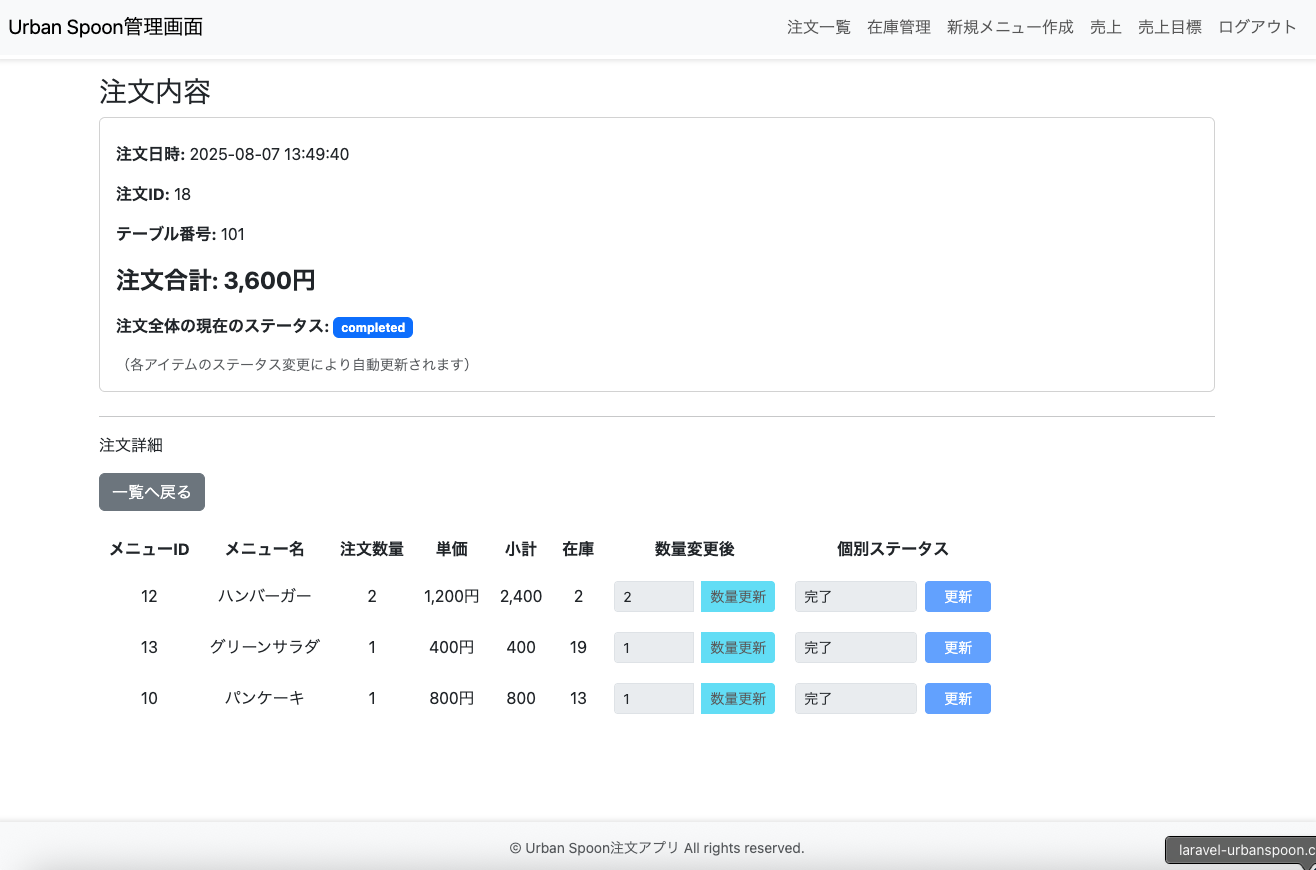 Urban Spoon管理画面 注文一覧 在庫管理 新規メニュー作成 売上 売上目標 ログアウト
注文内容
注文日時: 2025-08-07 13:49:40
注文ID: 18
テーブル番号: 101
注文合計: 3,600円
注文全体の現在のステータス: completed
（各アイテムのステータス変更により自動更新されます）
注文詳細
一覧へ戻る
メニューID メニュー名 注文数量 単価 小計 在庫 数量変更後 個別ステータス
12 ハンバーガー 2 1,200円 2,400 2 2 数量更新 完了 更新
13 グリーンサラダ 1 400円 400 19 1 数量更新 完了 更新
10 パンケーキ 1 800円 800 13 1 数量更新 完了 更新
© Urban Spoon注文アプリ All rights reserved.
laravel-urbanspoon.c